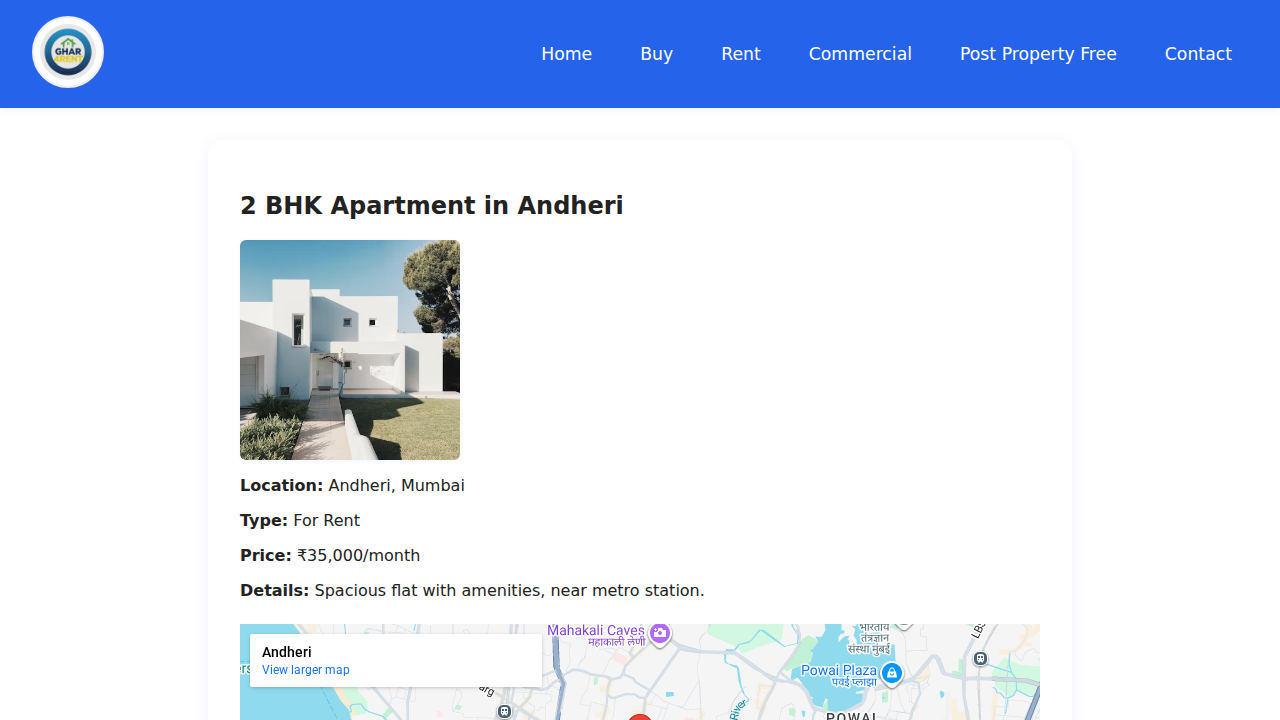 GHAR
4RENT
Home
Buy
Rent
Commercial
Post Property Free
Contact
2 BHK Apartment in Andheri
Location: Andheri, Mumbai
Type: For Rent
Price: ₹35,000/month
Details: Spacious flat with amenities, near metro station.
Andheri
View larger map
Mahakali Caves
महाकाली लेणी
भारतीय
तंत्रज्ञान
संस्था मुंबई
Powai Plaza
पवई प्लाझा
River
POWAI